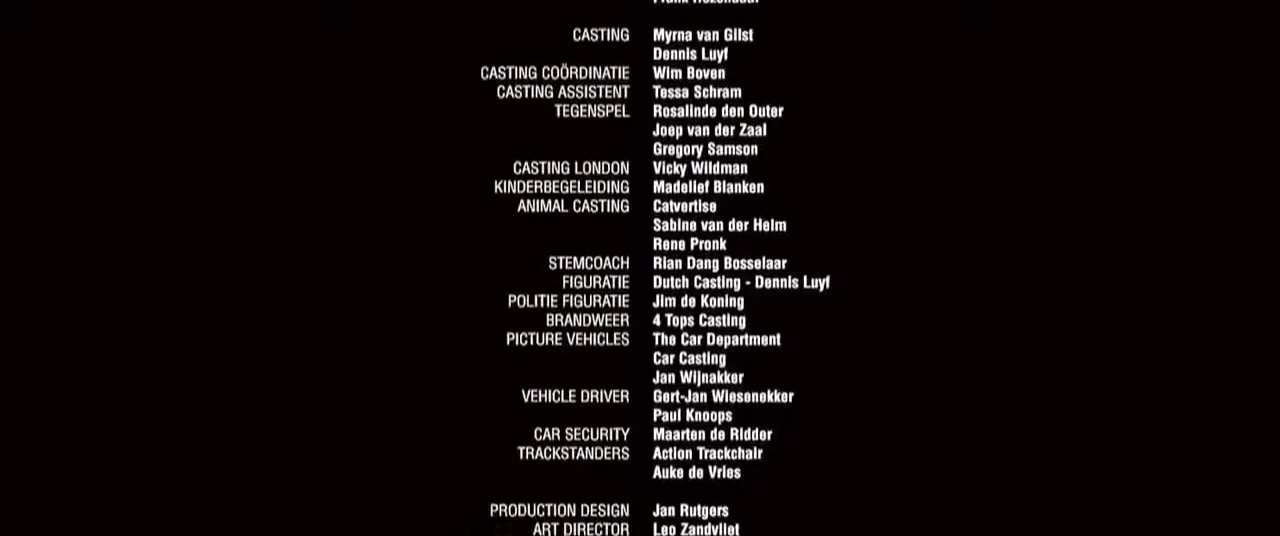 CASTING Myrna van Gilst
Dennis Luyf
CASTING COÖRDINATIE Wim Boven
CASTING ASSISTENT Tessa Schram
TEGENSPEL Rosalinde den Outer
Joep van der Zaal
Gregory Samson
CASTING LONDON Vicky Wildman
KINDERBEGELEIDING Madelief Blanken
ANIMAL CASTING Catvertise
Sabine van der Helm
Rene Pronk
STEMCOACH Rian Dang Bosselaar
FIGURATIE Dutch Casting - Dennis Luyf
POLITIE FIGURATIE Jim de Koning
BRANDWEER 4 Tops Casting
PICTURE VEHICLES The Car Department
Car Casting
Jan Wijnakker
VEHICLE DRIVER Gert-Jan Wiesenekker
Paul Knoops
CAR SECURITY Maarten de Ridder
TRACKSTANDERS Action Trackchair
Auke de Vries
PRODUCTION DESIGN Jan Rutgers
ART DIRECTOR Leo Zandvliet